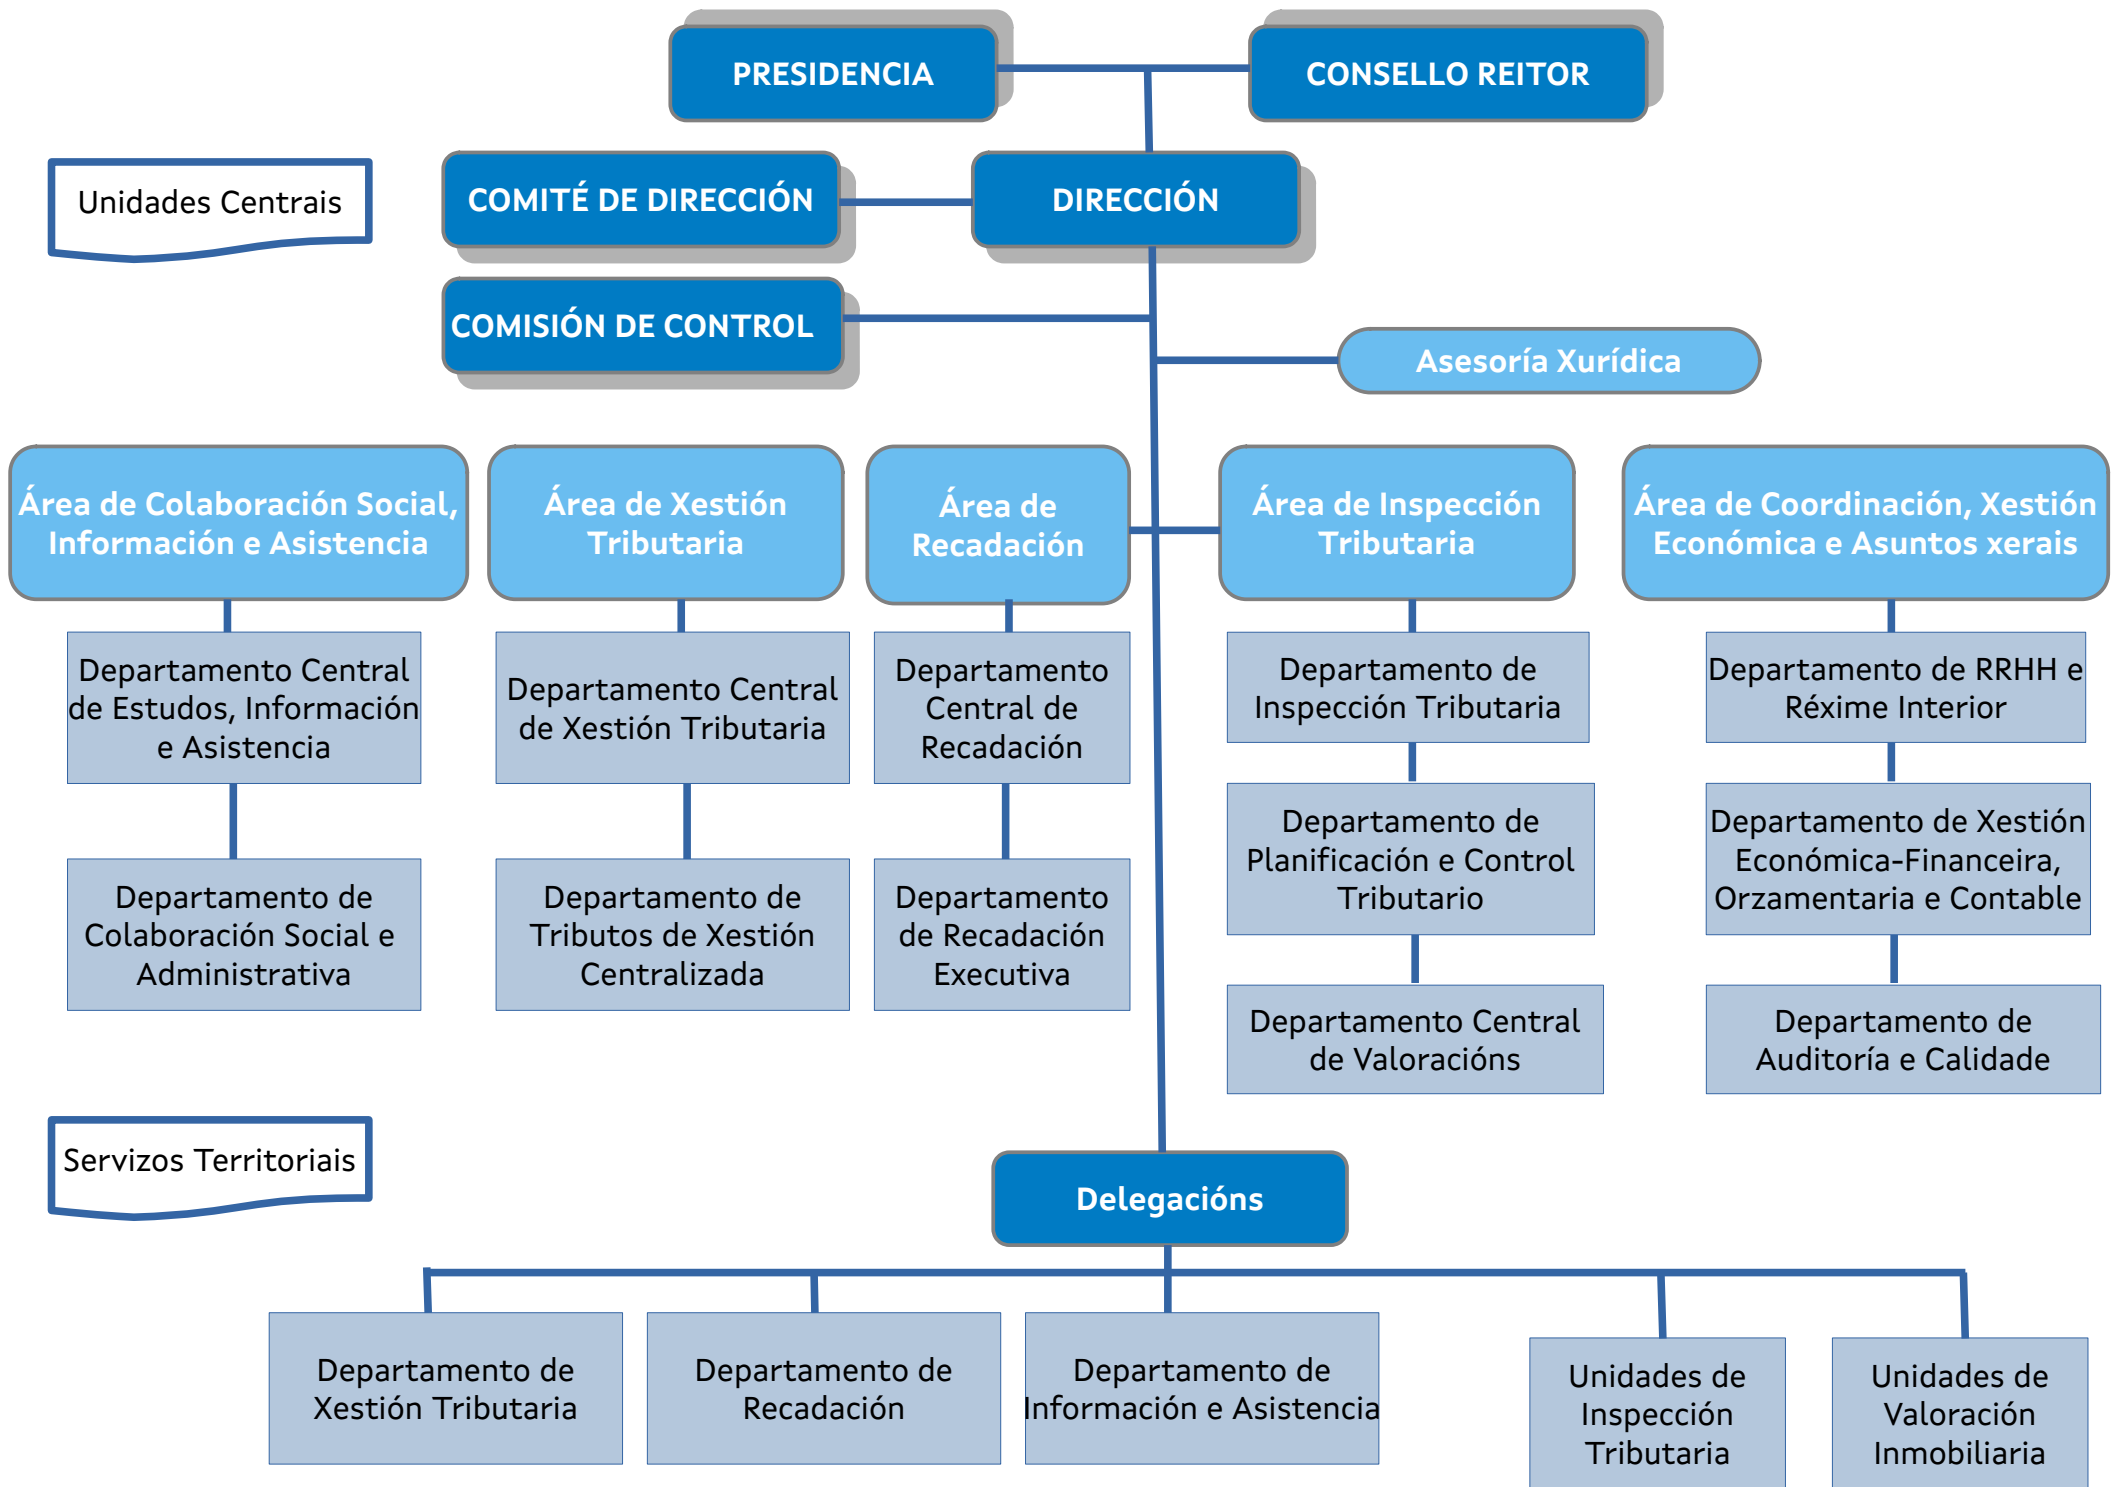 PRESIDENCIA
CONSELLO REITOR
Unidades Centrais
COMITÉ DE DIRECCIÓN
DIRECCIÓN
COMISIÓN DE CONTROL
Asesoría Xurídica
Área de Colaboración Social,
Información e Asistencia
Área de Xestión
Tributaria
Área de
Recadación
Área de Inspección
Tributaria
Área de Coordinación, Xestión
Económica e Asuntos xerais
Departamento Central
de Estudos, Información
e Asistencia
Departamento Central
de Xestión Tributaria
Departamento
Central de
Recadación
Departamento de
Inspección Tributaria
Departamento de RRHH e
Réxime Interior
Departamento de
Colaboración Social e
Administrativa
Departamento de
Tributos de Xestión
Centralizada
Departamento
de Recadación
Executiva
Departamento de
Planificación e Control
Tributario
Departamento de Xestión
Económica-Financeira,
Orzamentaria e Contable
Departamento Central
de Valoracións
Departamento de
Auditoría e Calidade
Servizos Territoriais
Delegacións
Departamento de
Xestión Tributaria
Departamento de
Recadación
Departamento de
Información e Asistencia
Unidades de
Inspección
Tributaria
Unidades de
Valoración
Inmobiliaria